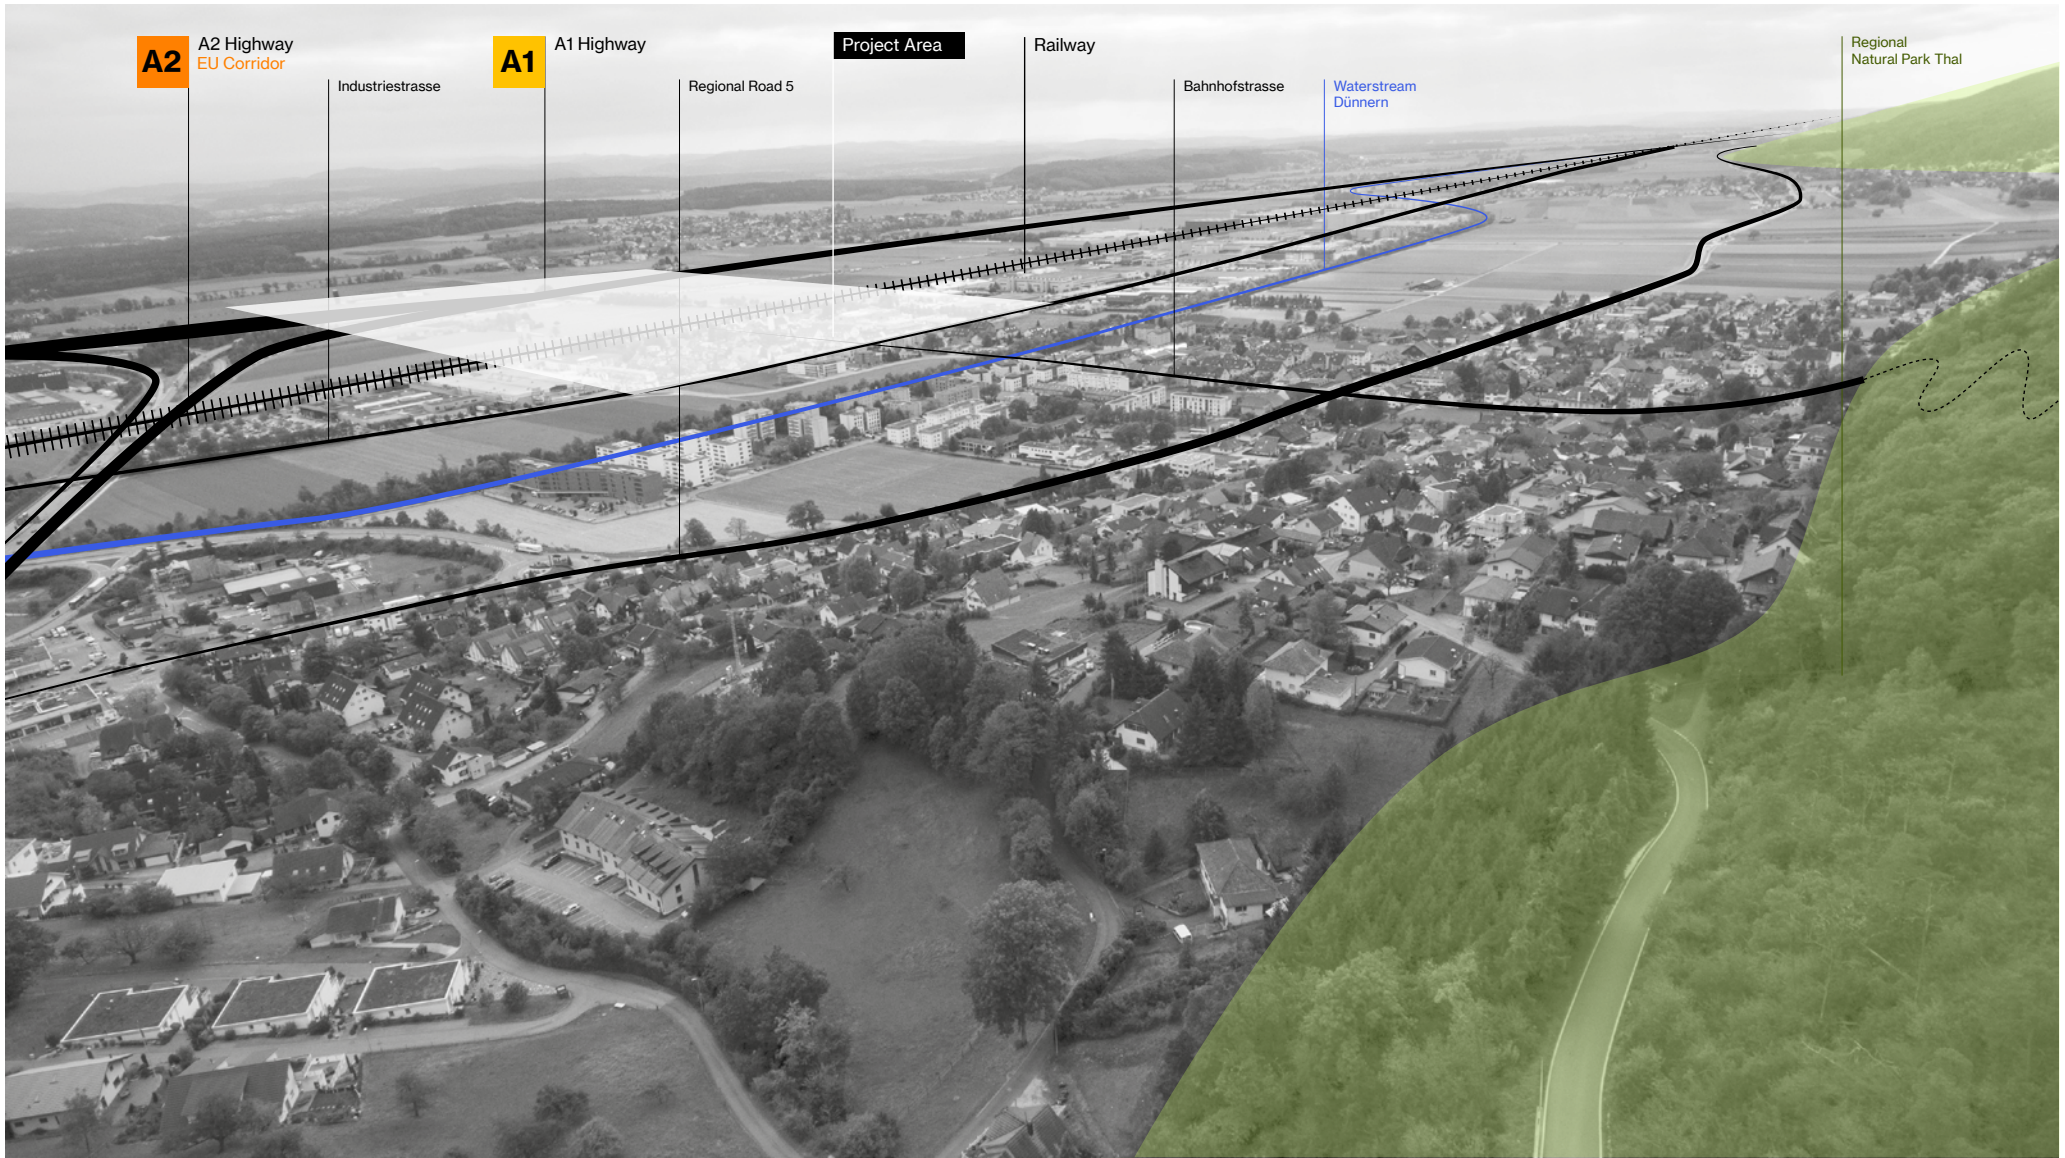 A2
A2 Highway
EU Corridor
Industriestrasse
A1
A1 Highway
Regional Road 5
Project Area
Railway
Bahnhofstrasse
Waterstream
Dünnern
Regional
Natural Park Thal